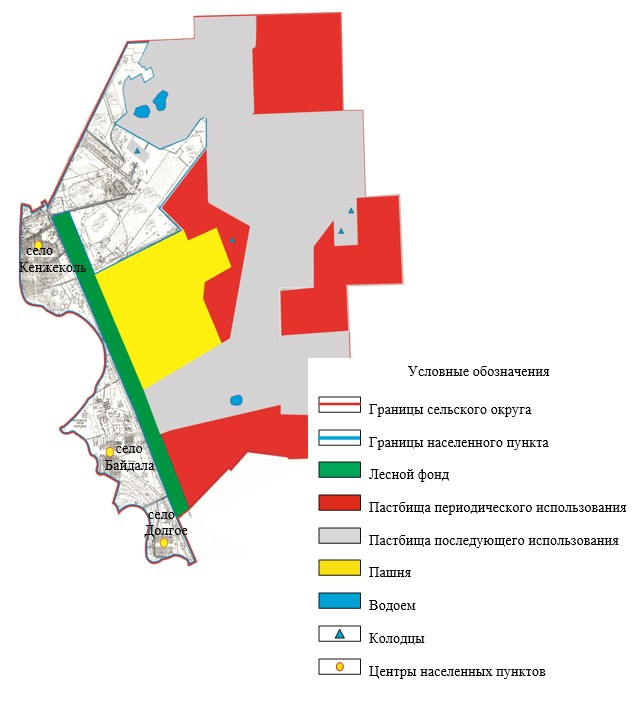 село
Кенжеколь
село
Байдала
село
Долгое
Условные обозначения
Границы сельского округа
Границы населенного пункта
Лесной фонд
Пастбища периодического использования
Пастбища последующего использования
Пашня
Водоем
Колодцы
Центры населенных пунктов